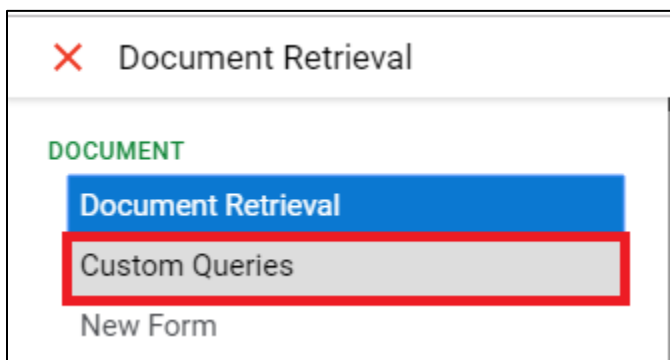 Document Retrieval
DOCUMENT
Document Retrieval
Custom Queries
New Form